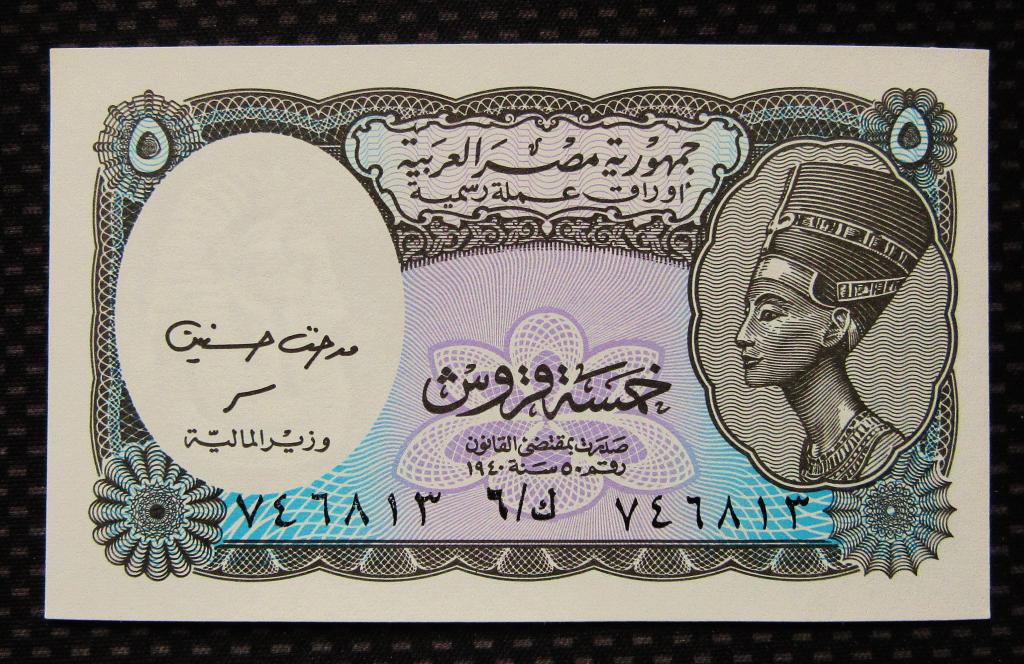 ٥ ٥
جمهورية مصر العربية
أوراق عملة رسمية
خمسة قروش
صدرت بمقتضى القانون
رقم ٥٠ سنة ١٩٤٠
مدحت حسنين
وزير المالية
٧٤٦٨١٣ ك/٦ ٧٤٦٨١٣